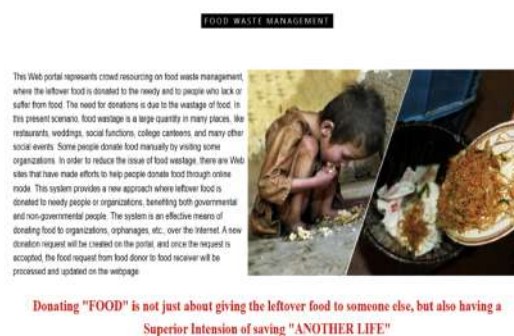 FOOD WASTE MANAGEMENT
This Web portal represents crowd resourcing on food waste management,
where the leftover food is donated to the needy and to people who lack or
suffer from food. The need for donations is due to the wastage of food. In
this present scenario, food wastage is a large quantity in many places, like
restaurants, weddings, social functions, college canteens, and many other
social events. Some people donate food manually by visiting some
organizations. In order to reduce the issue of food wastage, there are Web
sites that have made efforts to help people donate food through online
mode. This system provides a new approach where leftover food is
donated to needy people or organizations, benefiting both governmental
and non-governmental people. The system is an effective means of
donating food to organizations, orphanages, etc., over the Internet. A new
donation request will be created on the portal, and once the request is
accepted, the food request from food donor to food receiver will be
processed and updated on the webpage
Donating "FOOD" is not just about giving the leftover food to someone else, but also having a
Superior Intension of saving "ANOTHER LIFE"